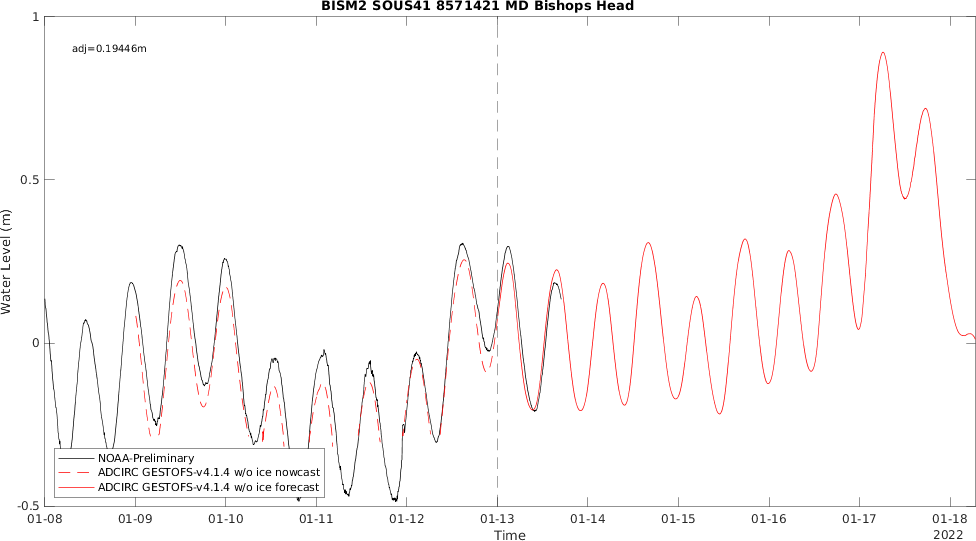 BISM2 SOUS41 8571421 MD Bishops Head
adj=0.19446m
Water Level (m)
1
0.5
0
-0.5
NOAA-Preliminary
ADCIRC GESTOFS-v4.1.4 w/o ice nowcast
ADCIRC GESTOFS-v4.1.4 w/o ice forecast
01-08 01-09 01-10 01-11 01-12 01-13 01-14 01-15 01-16 01-17 01-18
Time
2022